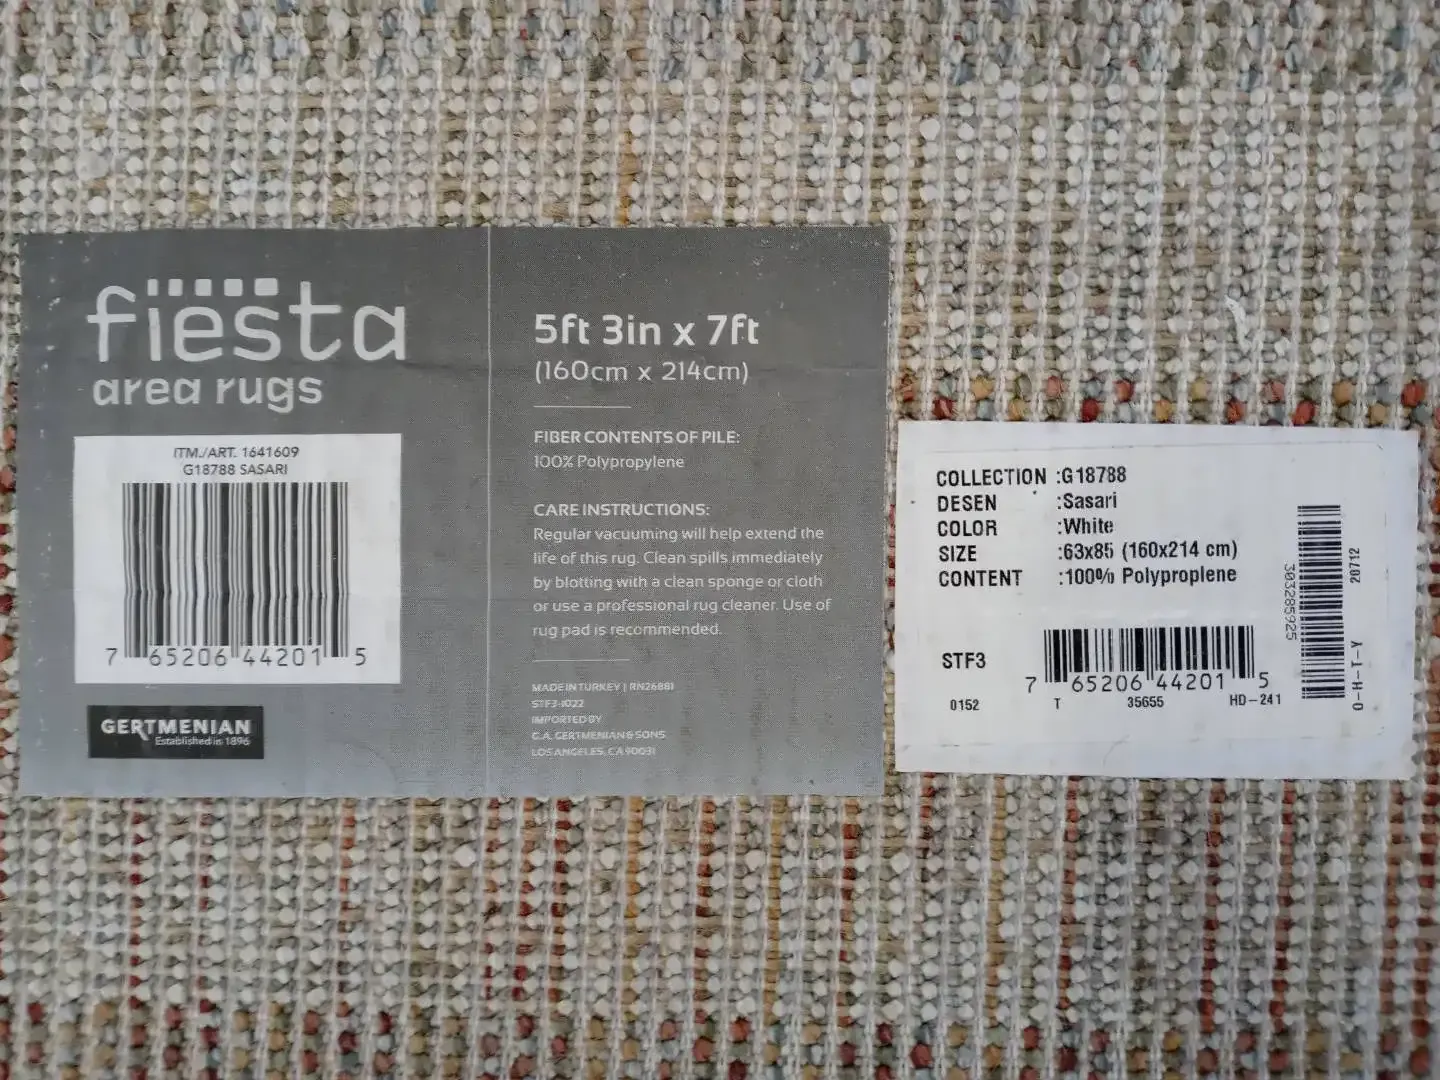 fiesta
area rugs
ITM./ART. 1641609
G18788 SASARI
7 65206 44201 5
GERTMENIAN
Established in 1896
5ft 3in x 7ft
(160cm x 214cm)
FIBER CONTENTS OF PILE:
100% Polypropylene
CARE INSTRUCTIONS:
Regular vacuuming will help extend the
life of this rug. Clean spills immediately
by blotting with a clean sponge or cloth
or use a professional rug cleaner. Use of
rug pad is recommended.
MADE IN TURKEY | RN26881
STF3-1022
IMPORTED BY
C.A. GERTMENIAN & SONS
LOS ANGELES, CA 90031
COLLECTION :G18788
DESEN :Sasari
COLOR :White
SIZE :63x85 (160x214 cm)
CONTENT :100% Polyproplene
STF3
7 65206 44201 5
0152 T 35655 HD-241
303285925
20712
O-H-T-Y